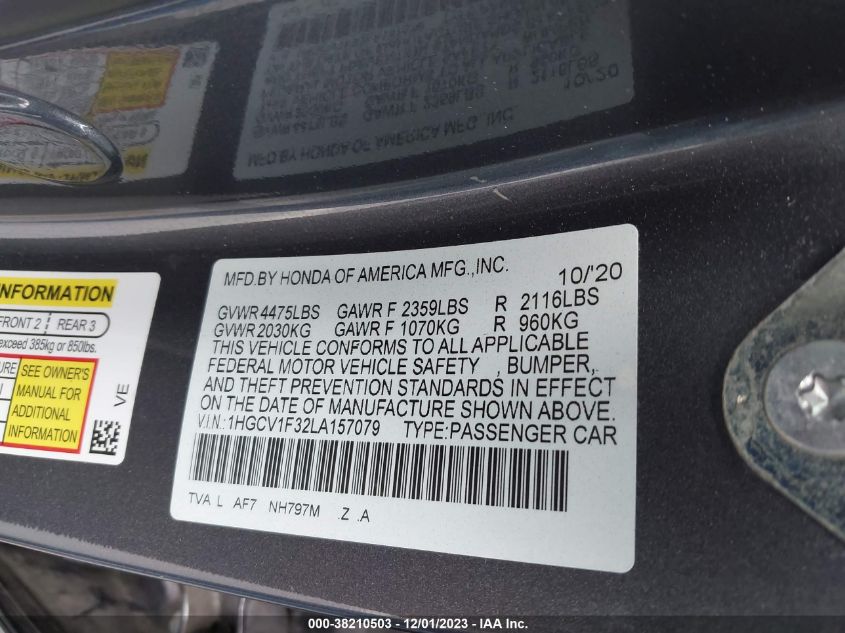 MFD.BY HONDA OF AMERICA MFG.,INC. 10/'20
GVWR 4475LBS GAWR F 2359LBS R 2116LBS
GVWR 2030KG GAWR F 1070KG R 960KG
THIS VEHICLE CONFORMS TO ALL APPLICABLE
FEDERAL MOTOR VEHICLE SAFETY , BUMPER,
AND THEFT PREVENTION STANDARDS IN EFFECT
ON THE DATE OF MANUFACTURE SHOWN ABOVE.
V.I.N.: 1HGCV1F32LA157079 TYPE:PASSENGER CAR
TVA L AF7 NH797M .Z .A
INFORMATION
FRONT 2 REAR 3
exceed 385kg or 850lbs.
SEE OWNER'S
MANUAL FOR
ADDITIONAL
INFORMATION
VE
000-38210503 - 12/01/2023 - IAA Inc.